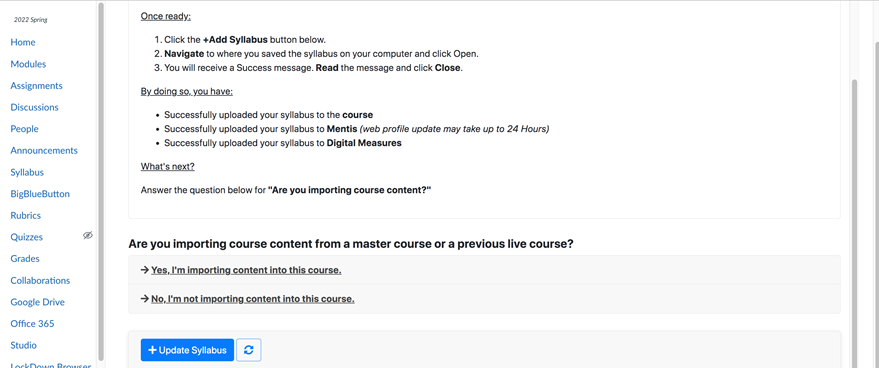 2022 Spring
Home
Modules
Assignments
Discussions
People
Announcements
Syllabus
BigBlueButton
Rubrics
Quizzes
Grades
Collaborations
Google Drive
Office 365
Studio
LockDown Browser
Once ready:
1. Click the +Add Syllabus button below.
2. Navigate to where you saved the syllabus on your computer and click Open.
3. You will receive a Success message. Read the message and click Close.
By doing so, you have:
• Successfully uploaded your syllabus to the course
• Successfully uploaded your syllabus to Mentis (web profile update may take up to 24 Hours)
• Successfully uploaded your syllabus to Digital Measures
What's next?
Answer the question below for "Are you importing course content?"
Are you importing course content from a master course or a previous live course?
→ Yes, I'm importing content into this course.
→ No, I'm not importing content into this course.
+ Update Syllabus